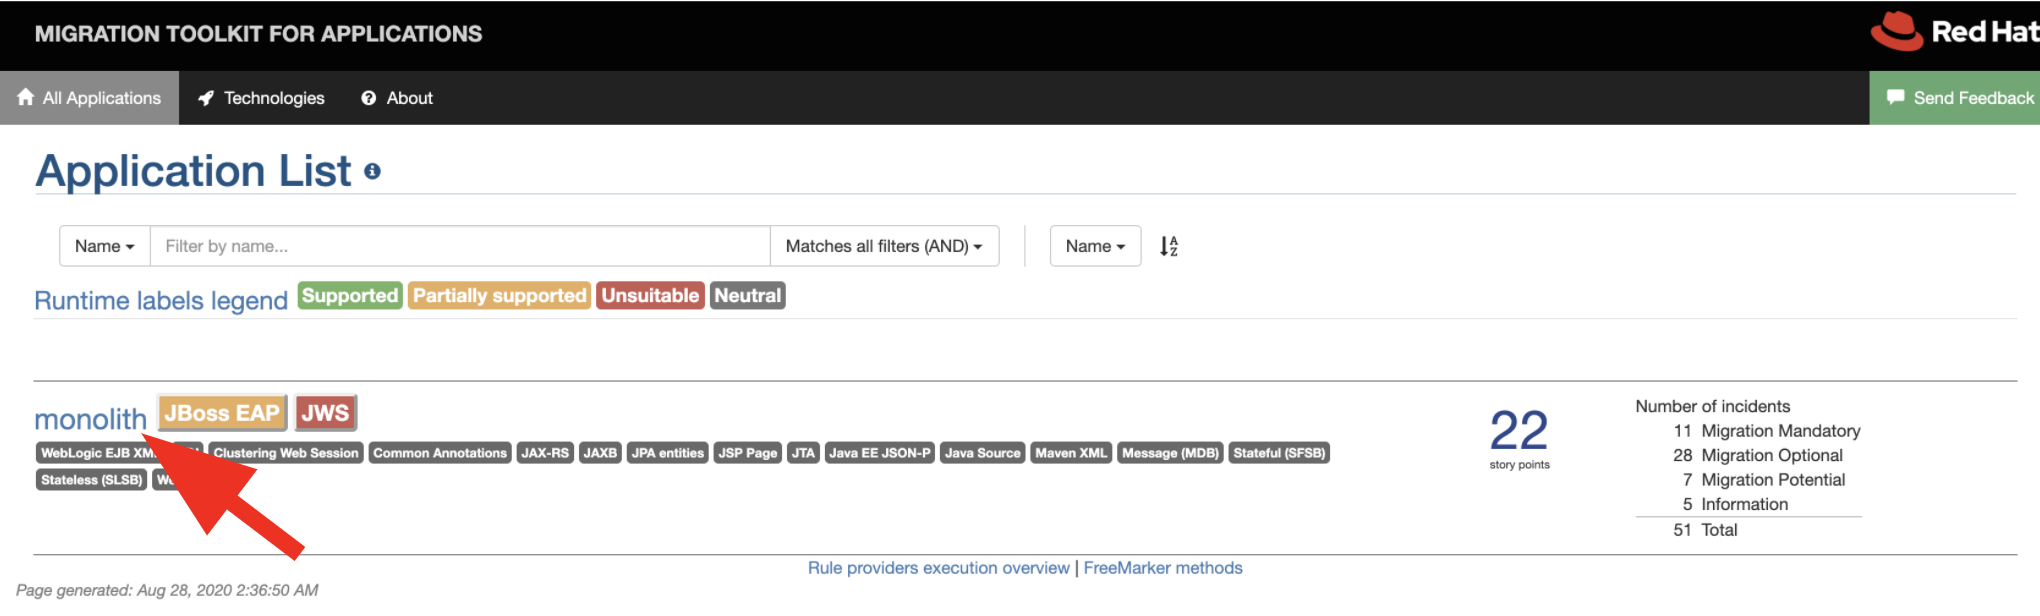 MIGRATION TOOLKIT FOR APPLICATIONS
Red Hat
All Applications Technologies About Send Feedback
Application List
Name Filter by name... Matches all filters (AND) Name
Runtime labels legend Supported Partially supported Unsuitable Neutral
monolith JBoss EAP JWS
WebLogic EJB Clustering Web Session Common Annotations JAX-RS JAXB JPA entities JSP Page JTA Java EE JSON-P Java Source Maven XML Message (MDB) Stateful (SFSB)
Stateless (SLSB)
22
story points
Number of incidents
11 Migration Mandatory
28 Migration Optional
7 Migration Potential
5 Information
51 Total
Rule providers execution overview | FreeMarker methods
Page generated: Aug 28, 2020 2:36:50 AM